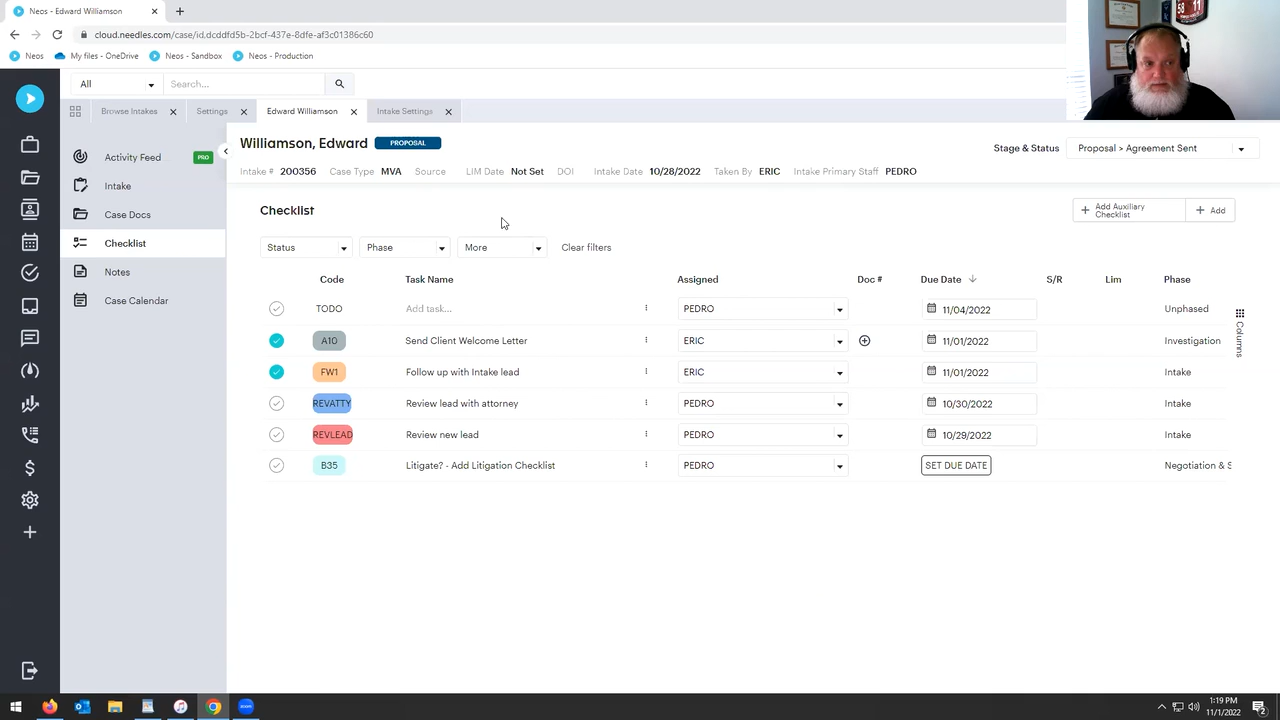 Neos - Edward Williamson
cloud.needles.com/case/id.dcddfd5b-2bcf-437e-8dfe-af3c01386c60
Neos My files - OneDrive Neos - Sandbox Neos - Production
All Search...
Browse Intakes Settings Edward Williamson Intake Settings
Williamson, Edward PROPOSAL
Stage & Status Proposal > Agreement Sent
Intake # 200356 Case Type MVA Source LIM Date Not Set DOI Intake Date 10/28/2022 Taken By ERIC Intake Primary Staff PEDRO
Activity Feed PRO
Intake
Case Docs
Checklist
Notes
Case Calendar
Checklist
Add Auxiliary Checklist
Add
Status Phase More Clear filters
Code Task Name Assigned Doc # Due Date S/R Lim Phase
TODO Add task... PEDRO 11/04/2022 Unphased
A10 Send Client Welcome Letter ERIC 11/01/2022 Investigation
FW1 Follow up with Intake lead ERIC 11/01/2022 Intake
REVATTY Review lead with attorney PEDRO 10/30/2022 Intake
REVLEAD Review new lead PEDRO 10/29/2022 Intake
B35 Litigate? - Add Litigation Checklist PEDRO SET DUE DATE Negotiation & S
Columns
58 11
zoom
1:19 PM
11/1/2022
2